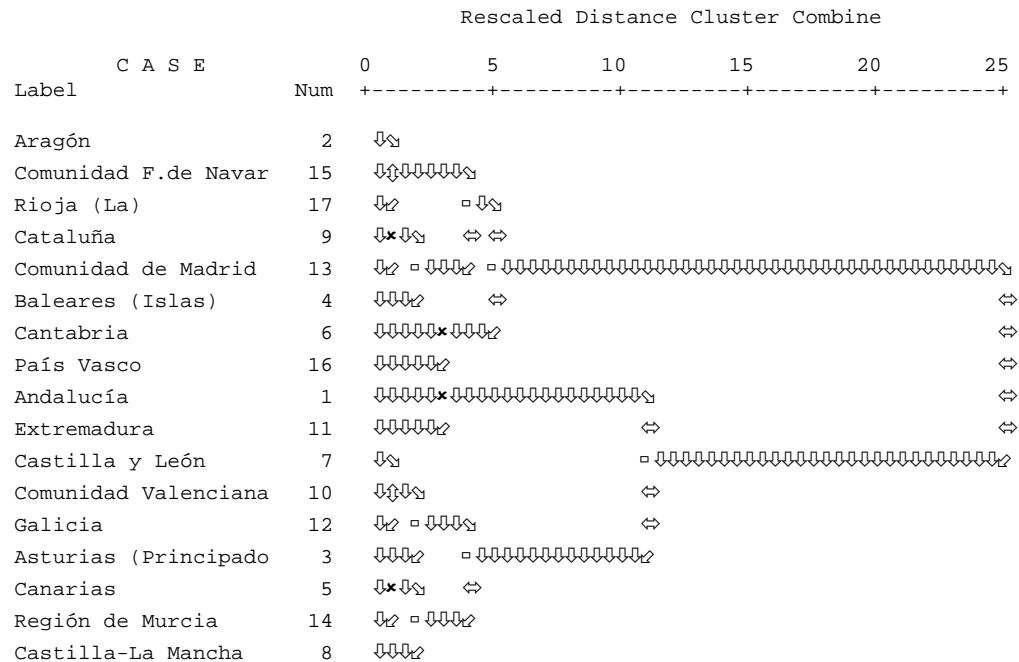 Rescaled Distance Cluster Combine
C A S E 0 5 10 15 20 25
Label Num +---------+---------+---------+---------+---------+
Aragón 2 ⇩⬂
Comunidad F.de Navar 15 ⇩⇧⇩⇩⇩⇩⇩⬂
Rioja (La) 17 ⇩⬃ ▫ ⇩⬂
Cataluña 9 ⇩×⇩⬂ ⇔ ⇔
Comunidad de Madrid 13 ⇩⬃ ▫ ⇩⇩⇩⬃ ▫ ⇩⇩⇩⇩⇩⇩⇩⇩⇩⇩⇩⇩⇩⇩⇩⇩⇩⇩⇩⇩⇩⇩⇩⇩⇩⇩⇩⇩⇩⇩⇩⇩⇩⇩⇩⇩⇩⇩⇩⬂
Baleares (Islas) 4 ⇩⇩⇩⬃ ⇔ ⇔
Cantabria 6 ⇩⇩⇩⇩⇩×⇩⇩⇩⬃ ⇔
País Vasco 16 ⇩⇩⇩⇩⇩⬃ ⇔
Andalucía 1 ⇩⇩⇩⇩⇩×⇩⇩⇩⇩⇩⇩⇩⇩⇩⇩⇩⇩⇩⇩⇩⬂ ⇔
Extremadura 11 ⇩⇩⇩⇩⇩⬃ ⇔ ⇔
Castilla y León 7 ⇩⬂ ▫ ⇩⇩⇩⇩⇩⇩⇩⇩⇩⇩⇩⇩⇩⇩⇩⇩⇩⇩⇩⇩⇩⇩⇩⇩⇩⇩⇩⬃
Comunidad Valenciana 10 ⇩⇧⇩⬂ ⇔
Galicia 12 ⇩⬃ ▫ ⇩⇩⇩⬂ ⇔
Asturias (Principado 3 ⇩⇩⇩⬃ ▫ ⇩⇩⇩⇩⇩⇩⇩⇩⇩⇩⇩⇩⇩⬃
Canarias 5 ⇩×⇩⬂ ⇔
Región de Murcia 14 ⇩⬃ ▫ ⇩⇩⇩⬃
Castilla-La Mancha 8 ⇩⇩⇩⬃